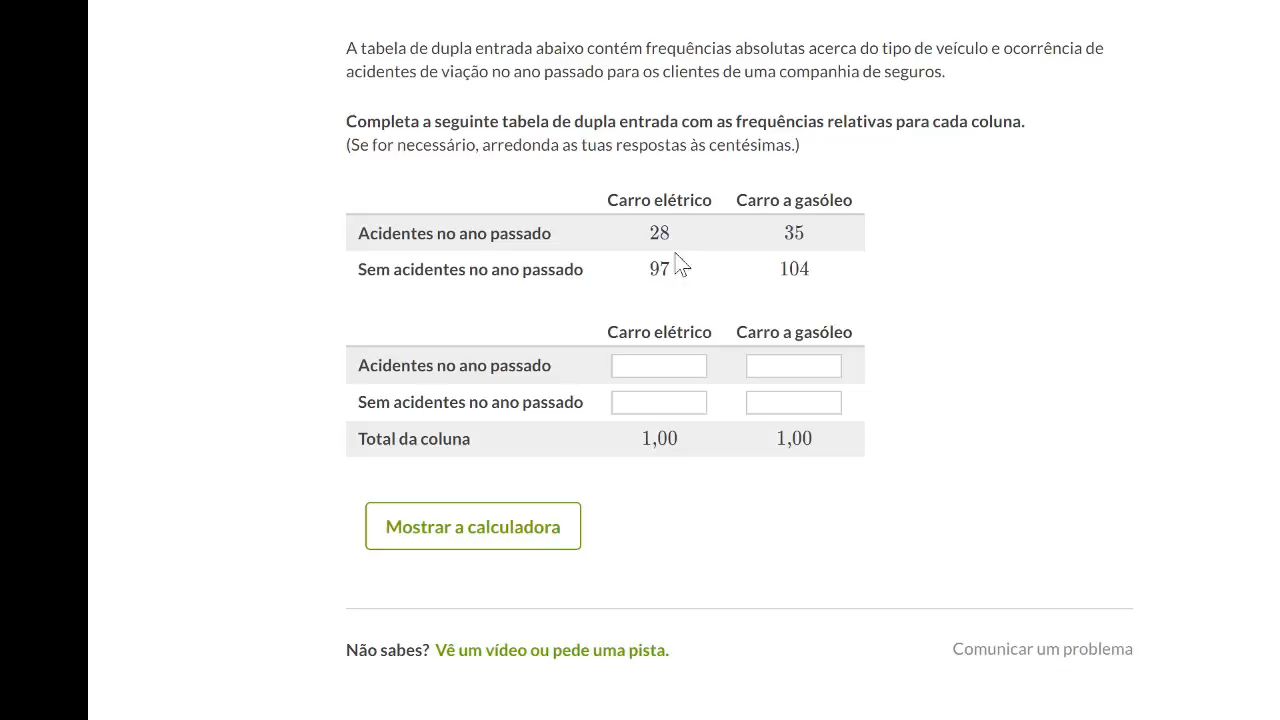 A tabela de dupla entrada abaixo contém frequências absolutas acerca do tipo de veículo e ocorrência de
acidentes de viação no ano passado para os clientes de uma companhia de seguros.
Completa a seguinte tabela de dupla entrada com as frequências relativas para cada coluna.
(Se for necessário, arredonda as tuas respostas às centésimas.)
Carro elétrico Carro a gasóleo
Acidentes no ano passado 28 35
Sem acidentes no ano passado 97 104
Carro elétrico Carro a gasóleo
Acidentes no ano passado
Sem acidentes no ano passado
Total da coluna 1,00 1,00
Mostrar a calculadora
Não sabes? Vê um vídeo ou pede uma pista. Comunicar um problema